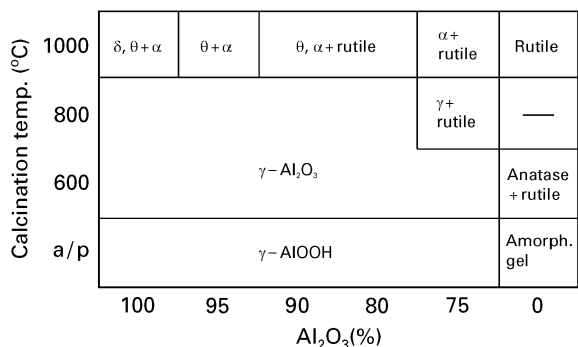 Calcination temp. (°C)
1000
δ, θ+α
θ+α
θ, α+rutile
α+
rutile
Rutile
800
γ+
rutile
—
600
γ–Al₂O₃
Anatase
+rutile
a/p
γ–AlOOH
Amorph.
gel
100
95
90
80
75
0
Al₂O₃(%)